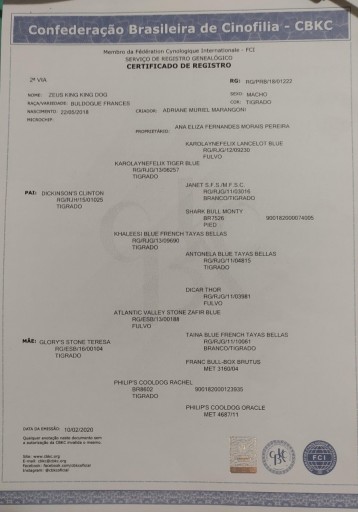 Confederação Brasileira de Cinofilia - CBKC
Membro da Fédération Cynologique Internationale - FCI
SERVIÇO DE REGISTRO GENEALÓGICO
CERTIFICADO DE REGISTRO
2ª VIA
RG: RG/PRB/18/01222
NOME: ZEUS KING KING DOG
SEXO: MACHO
RAÇA/VARIEDADE: BULDOGUE FRANCES
COR: TIGRADO
NASCIMENTO: 22/05/2018
CRIADOR: ADRIANE MURIEL MARANGONI
MICROCHIP:
PROPRIETÁRIO: ANA ELIZA FERNANDES MORAIS PEREIRA
KAROLAYNEFELIX LANCELOT BLUE
RG/RJG/12/09230
FULVO
KAROLAYNEFELIX TIGER BLUE
RG/RJG/13/06257
TIGRADO
JANET S.F.S./M.F.S.C.
RG/RJG/11/03016
BRANCO/TIGRADO
PAI: DICKINSON'S CLINTON
RG/RJH/15/01025
TIGRADO
SHARK BULL MONTY
BR7526 900182000074005
PIED
KHALEESI BLUE FRENCH TAYAS BELLAS
RG/RJG/13/09690
TIGRADO
ANTONELA BLUE TAYAS BELLAS
RG/RJG/11/06815
TIGRADO
DICAR THOR
RG/RJG/11/03981
FULVO
ATLANTIC VALLEY STONE ZAFIR BLUE
RG/ESB/13/00188
FULVO
TAINA BLUE FRENCH TAYAS BELLAS
RG/RJG/11/10061
BRANCO/TIGRADO
MÃE: GLORY'S STONE TERESA
RG/ESB/16/00104
TIGRADO
FRANC BULL-BOX BRUTUS
MET 3160/04
PHILIP'S COOLDOG RACHEL
BR8602 900182000123935
TIGRADO
PHILIP'S COOLDOG ORACLE
MET 4687/11
DATA DA EMISSÃO: 10/02/2020
Qualquer anotação neste documento sem
a autorização da CBKC invalida o mesmo.
Site: www.cbkc.org
E-mail: cbkc@cbkc.org
Facebook: facebook.com/cbkcoficial
Instagram: @cbkcoficial
FCI